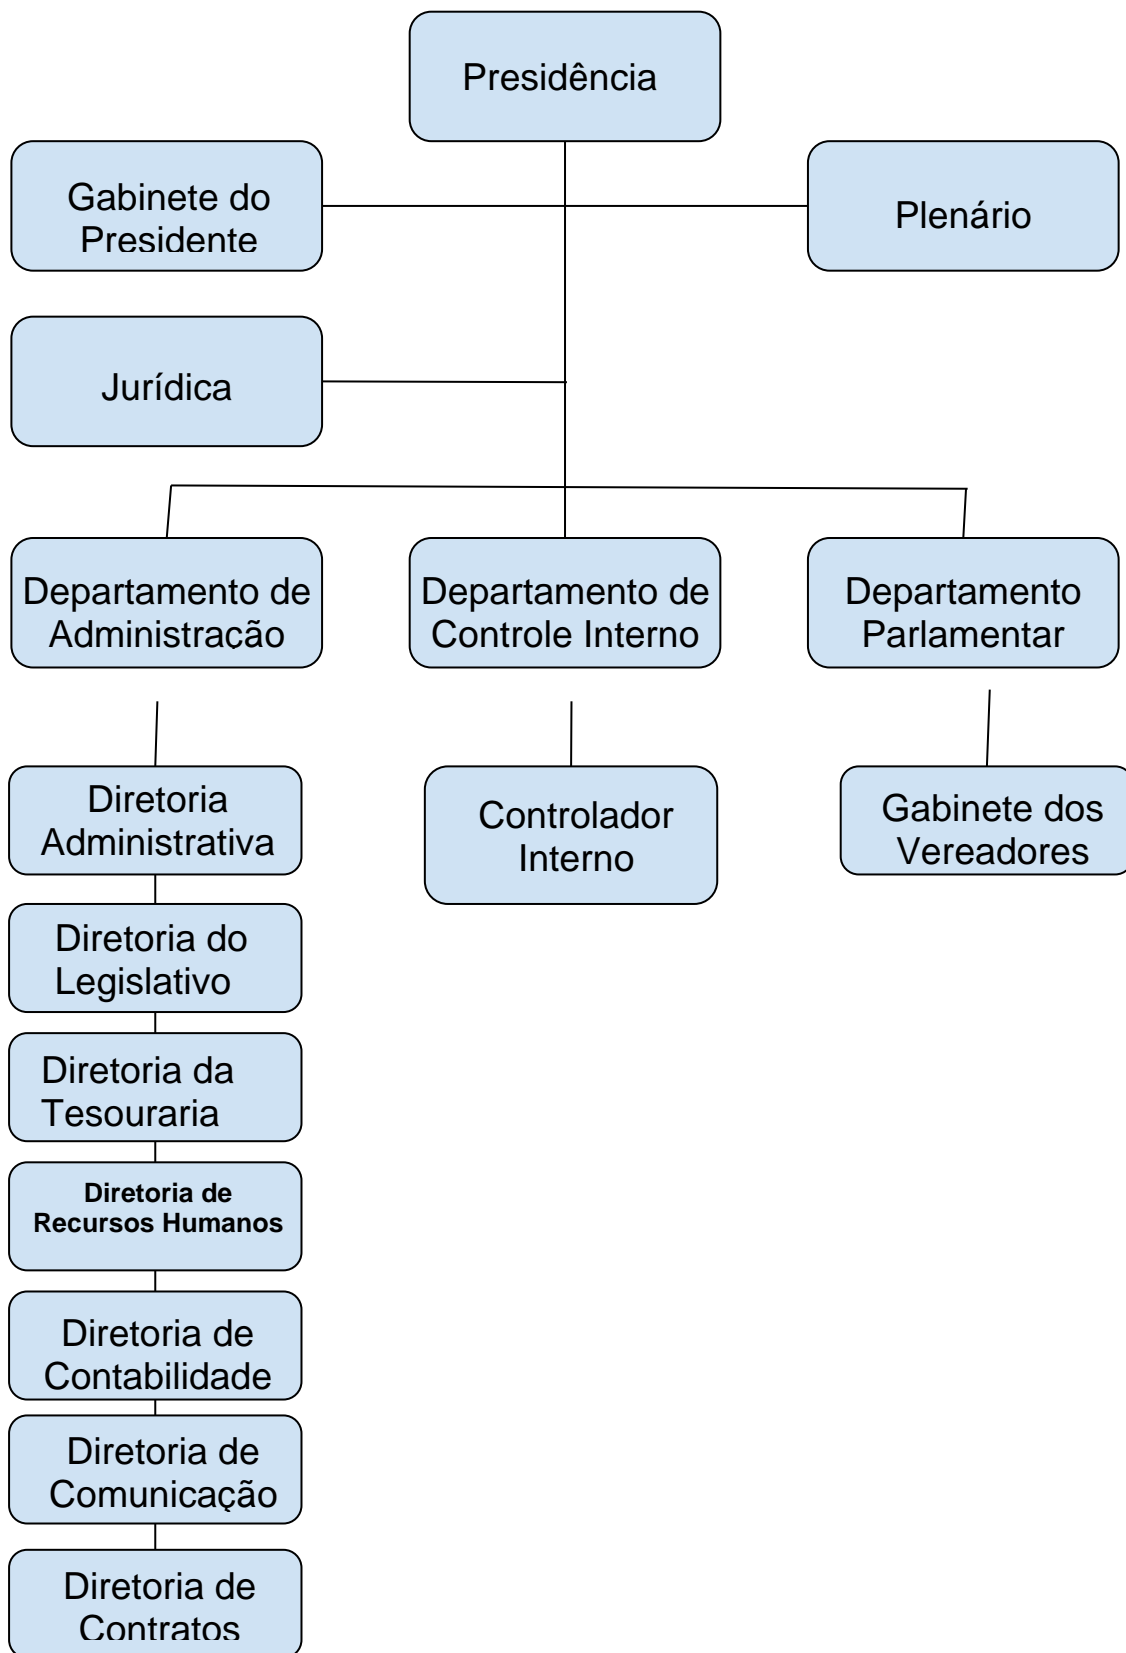 Presidência
Gabinete do
Presidente
Plenário
Jurídica
Departamento de
Administração
Departamento de
Controle Interno
Departamento
Parlamentar
Diretoria
Administrativa
Controlador
Interno
Gabinete dos
Vereadores
Diretoria do
Legislativo
Diretoria da
Tesouraria
Diretoria de
Recursos Humanos
Diretoria de
Contabilidade
Diretoria de
Comunicação
Diretoria de
Contratos